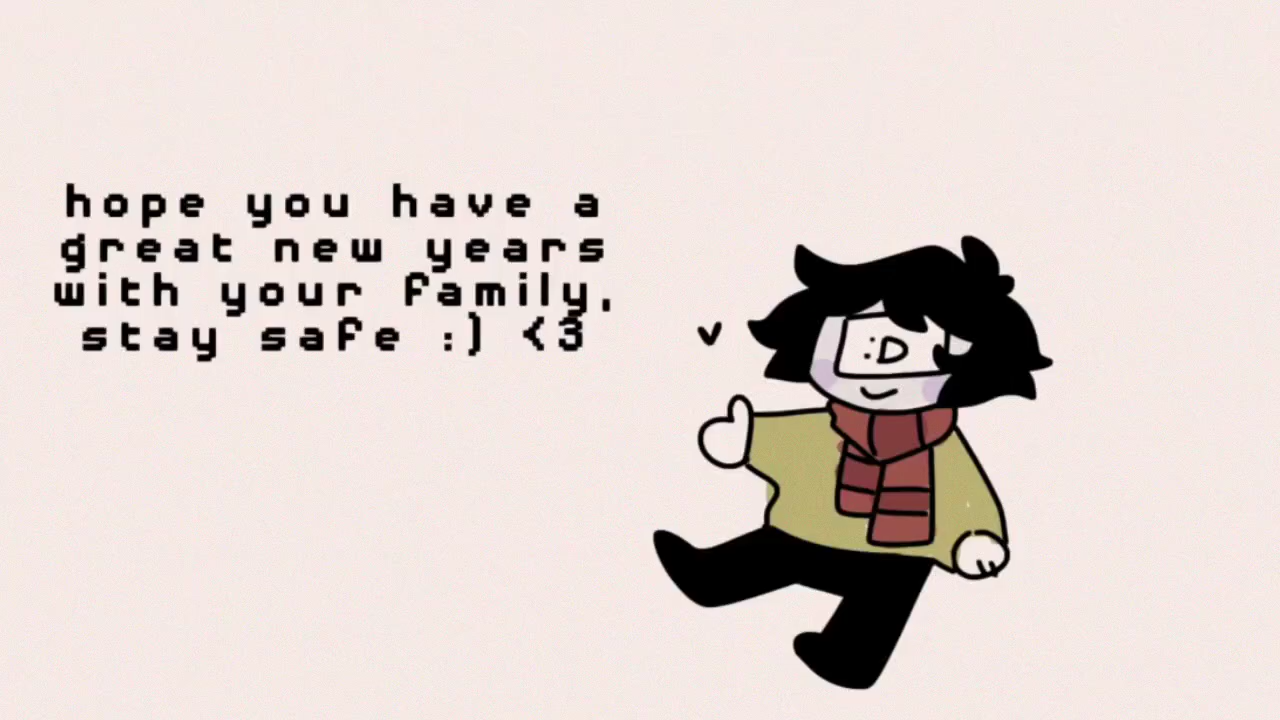 hope you have a
great new years
with your family,
stay safe :) <3
:D